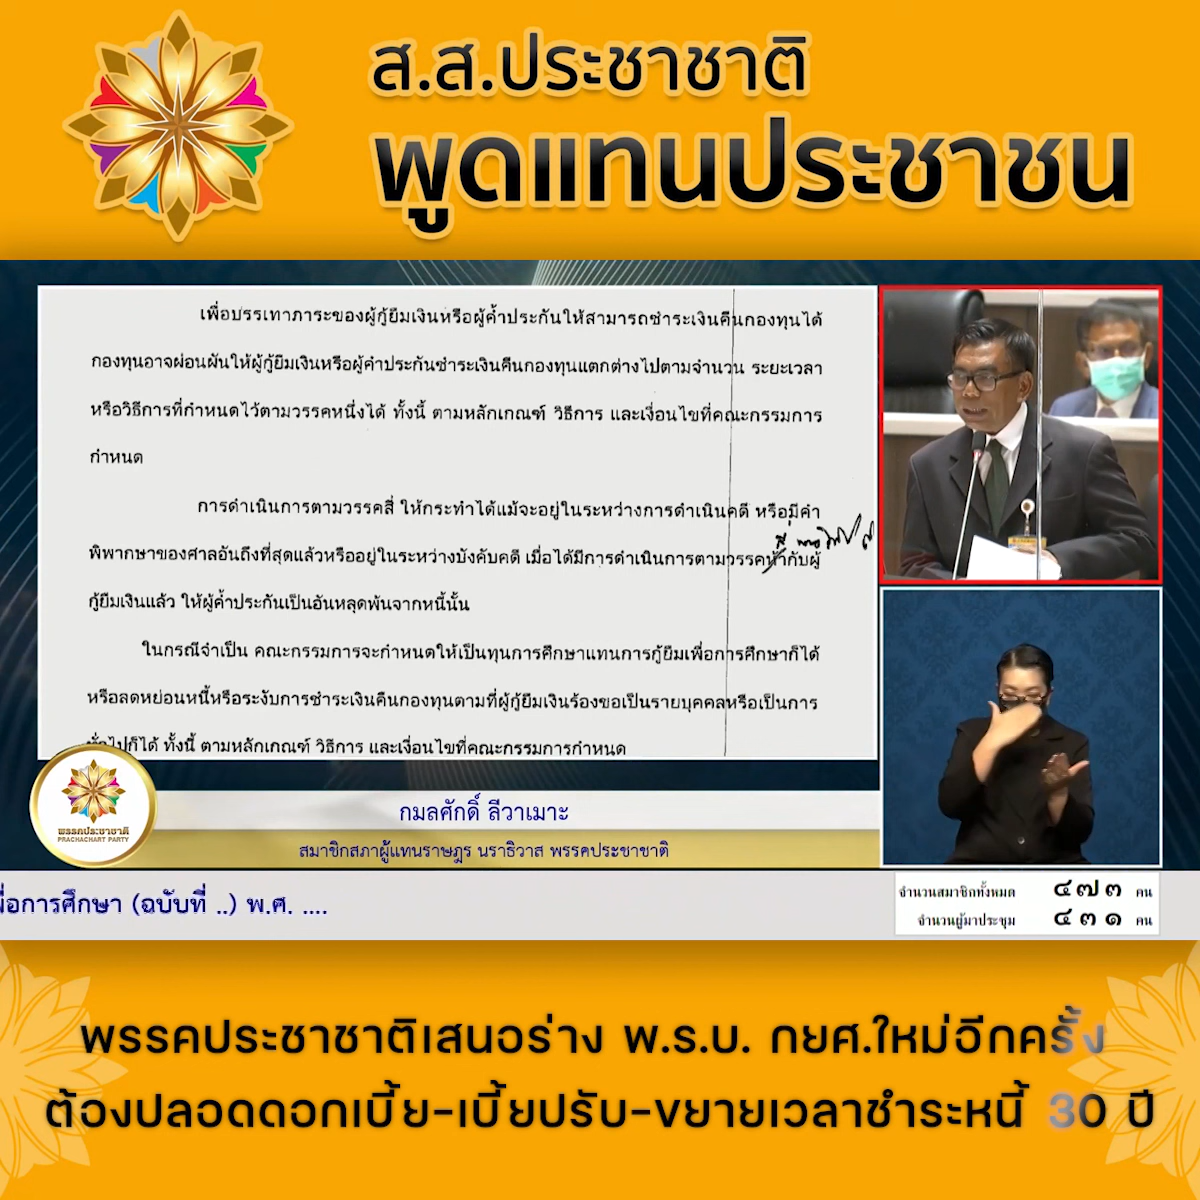 ส.ส.ประชาชาติ
พูดแทนประชาชน
เพื่อบรรเทาภาระของผู้กู้ยืมเงินหรือผู้ค้ำประกันให้สามารถชำระเงินคืนกองทุนได้
กองทุนอาจผ่อนผันให้ผู้กู้ยืมเงินหรือผู้ค้ำประกันชำระเงินคืนกองทุนแตกต่างไปตามจำนวน ระยะเวลา
หรือวิธีการที่กำหนดไว้ตามวรรคหนึ่งได้ ทั้งนี้ ตามหลักเกณฑ์ วิธีการ และเงื่อนไขที่คณะกรรมการ
กำหนด
การดำเนินการตามวรรคสี่ ให้กระทำได้แม้จะอยู่ในระหว่างการดำเนินคดี หรือมีคำ
พิพากษาของศาลอันถึงที่สุดแล้วหรืออยู่ในระหว่างบังคับคดี เมื่อได้มีการดำเนินการตามวรรคห้ากับผู้
กู้ยืมเงินแล้ว ให้ผู้ค้ำประกันเป็นอันหลุดพ้นจากหนี้นั้น
ในกรณีจำเป็น คณะกรรมการจะกำหนดให้เป็นทุนการศึกษาแทนการกู้ยืมเพื่อการศึกษาก็ได้
หรือลดหย่อนหนี้หรือระงับการชำระเงินคืนกองทุนตามที่ผู้กู้ยืมเงินร้องขอเป็นรายบุคคลหรือเป็นการ
ทั่วไปก็ได้ ทั้งนี้ ตามหลักเกณฑ์ วิธีการ และเงื่อนไขที่คณะกรรมการกำหนด
พรรคประชาชาติ
PRACHACHART PARTY
กมลศักดิ์ ลีวาเมาะ
สมาชิกสภาผู้แทนราษฎร นราธิวาส พรรคประชาชาติ
พื่อการศึกษา (ฉบับที่ ..) พ.ศ. ....
จำนวนสมาชิกทั้งหมด ๔๗๓ คน
จำนวนผู้มาประชุม ๔๓๑ คน
พรรคประชาชาติเสนอร่าง พ.ร.บ. กยศ.ใหม่อีกครั้ง
ต้องปลอดดอกเบี้ย-เบี้ยปรับ-ขยายเวลาชำระหนี้ 30 ปี